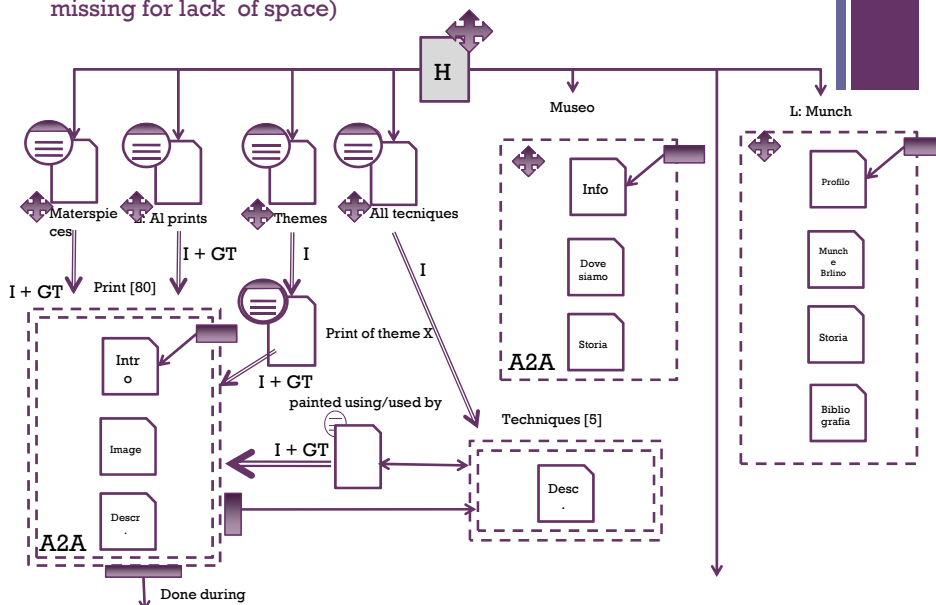 missing for lack of space)
H
Museo
L: Munch
Info
Profilo
Materspie
ces
L: Al prints
Themes
All tecniques
Dove
siamo
Munch
e
Brlino
I + GT
I
I
I + GT
Print [80]
Print of theme X
Storia
Storia
Intr
o
A2A
I + GT
painted using/used by
Techniques [5]
Biblio
grafia
Image
I + GT
Desc
.
Descr
.
A2A
Done during